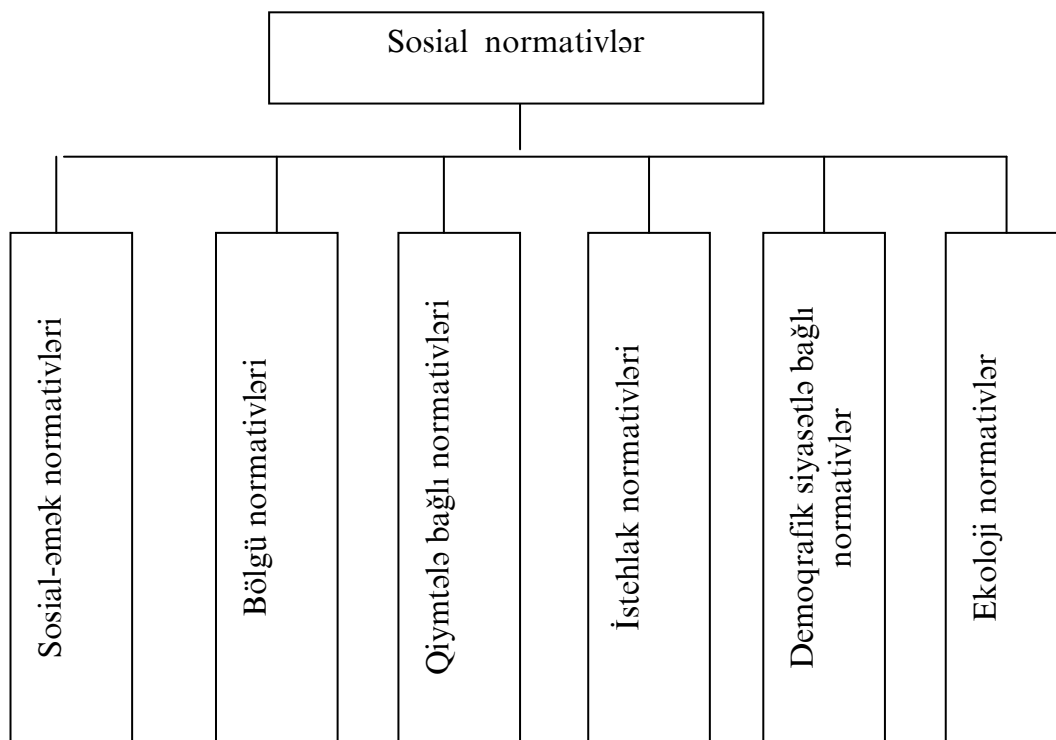 Sosial normativlər
Sosial-əmək normativləri
Bölgü normativləri
Qiymtələ bağlı normativləri
İstehlak normativləri
Demoqrafik siyasətlə bağlı
normativlər
Ekoloji normativlər